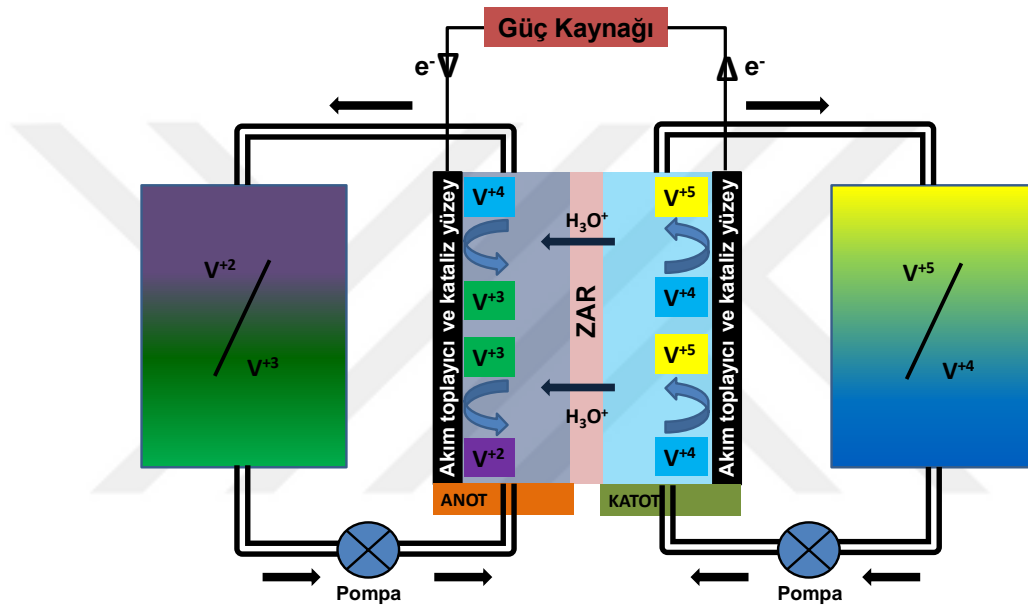 Güç Kaynağı
e⁻
e⁻
V⁺²
V⁺³
Akım toplayıcı ve kataliz yüzey
V⁺⁴
V⁺³
V⁺³
V⁺²
H₃O⁺
ZAR
H₃O⁺
V⁺⁵
V⁺⁴
V⁺⁵
V⁺⁴
Akım toplayıcı ve kataliz yüzey
V⁺⁵
V⁺⁴
ANOT
KATOT
Pompa
Pompa